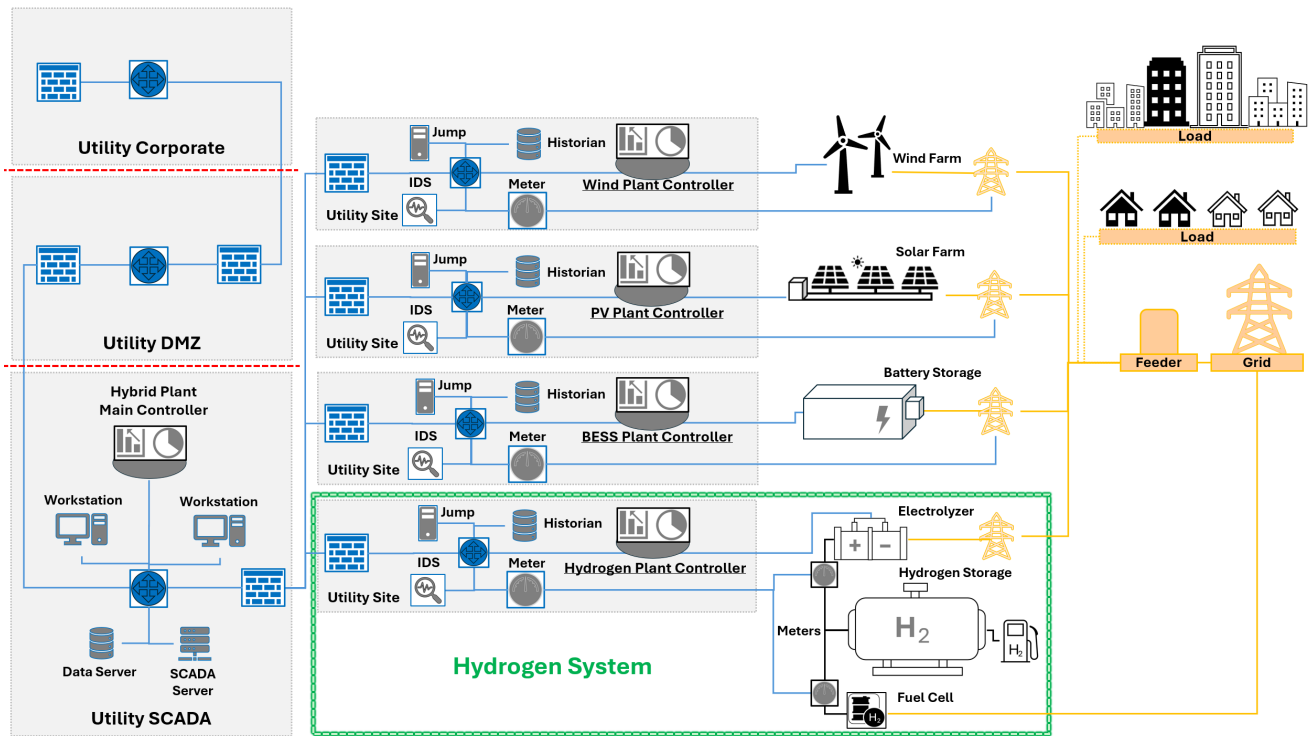 Utility Corporate
Utility DMZ
Hybrid Plant
Main Controller
Workstation
Workstation
Data Server
SCADA
Server
Utility SCADA
Jump
Historian
IDS
Meter
Utility Site
Wind Plant Controller
Wind Farm
Jump
Historian
IDS
Meter
Utility Site
PV Plant Controller
Solar Farm
Jump
Historian
IDS
Meter
Utility Site
BESS Plant Controller
Battery Storage
Jump
Historian
IDS
Meter
Utility Site
Hydrogen Plant Controller
Electrolyzer
+ −
Hydrogen Storage
H2
H2
Meters
Fuel Cell
H2
Hydrogen System
Load
Load
Feeder
Grid